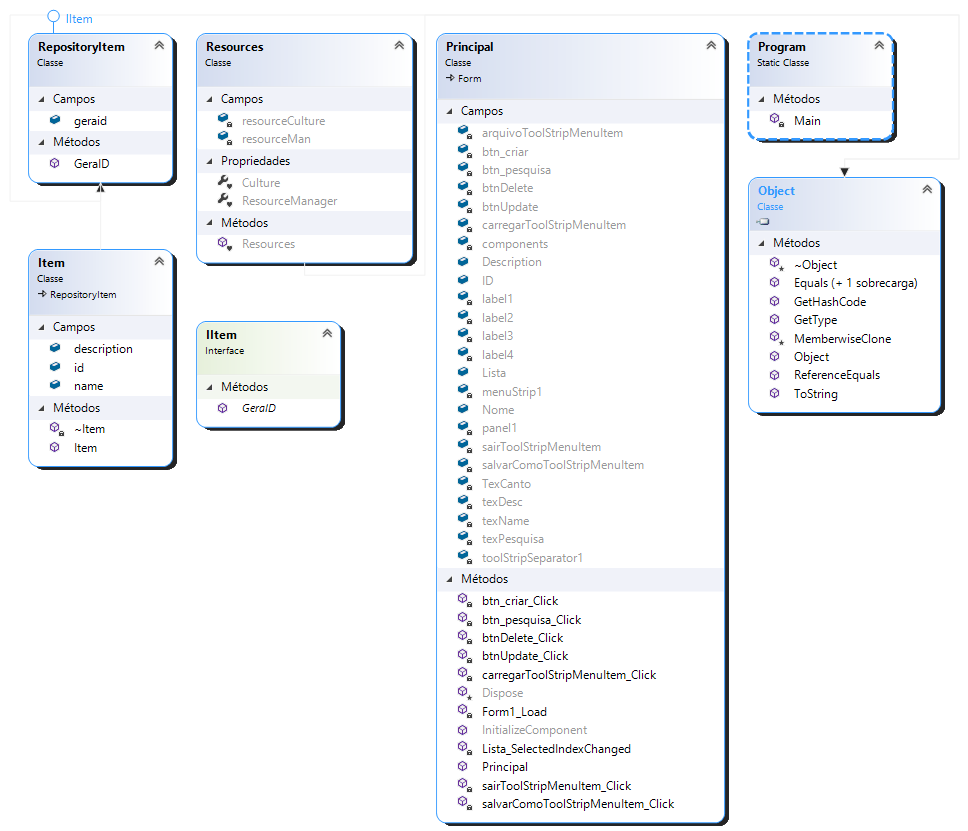 IItem
RepositoryItem
Classe
Campos
geraid
Métodos
GeraID
Item
Classe
RepositoryItem
Campos
description
id
name
Métodos
~Item
Item
Resources
Classe
Campos
resourceCulture
resourceMan
Propriedades
Culture
ResourceManager
Métodos
Resources
IItem
Interface
Métodos
GeraID
Principal
Classe
Form
Campos
arquivoToolStripMenuItem
btn_criar
btn_pesquisa
btnDelete
btnUpdate
carregarToolStripMenuItem
components
Description
ID
label1
label2
label3
label4
Lista
menuStrip1
Nome
panel1
sairToolStripMenuItem
salvarComoToolStripMenuItem
TexCanto
texDesc
texName
texPesquisa
toolStripSeparator1
Métodos
btn_criar_Click
btn_pesquisa_Click
btnDelete_Click
btnUpdate_Click
carregarToolStripMenuItem_Click
Dispose
Form1_Load
InitializeComponent
Lista_SelectedIndexChanged
Principal
sairToolStripMenuItem_Click
salvarComoToolStripMenuItem_Click
Program
Static Classe
Métodos
Main
Object
Classe
Métodos
~Object
Equals (+ 1 sobrecarga)
GetHashCode
GetType
MemberwiseClone
Object
ReferenceEquals
ToString